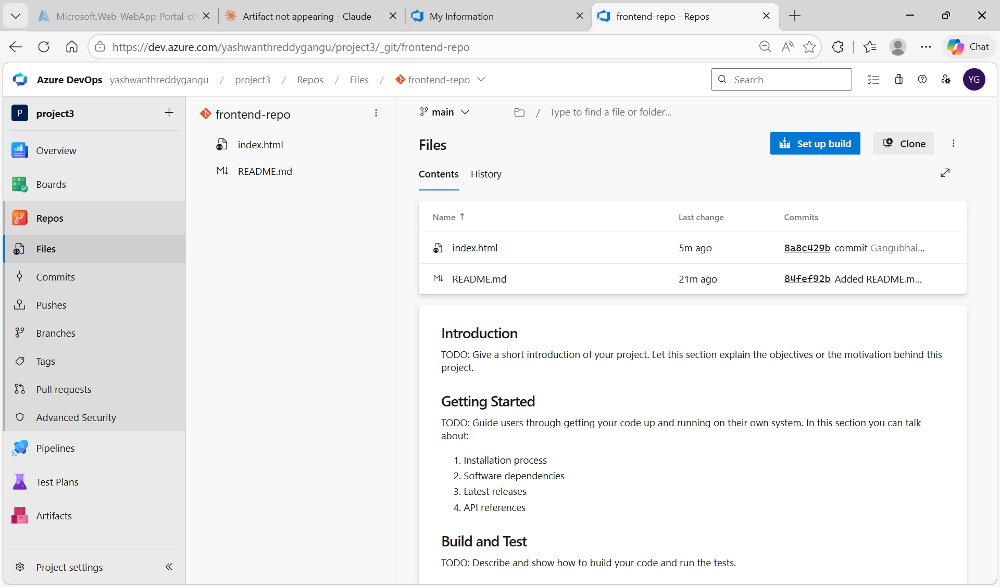 Microsoft.Web-WebApp-Portal-c0
Artifact not appearing - Claude
My Information
frontend-repo - Repos
https://dev.azure.com/yashwanthreddygangu/project3/_git/frontend-repo
Chat
Azure DevOps yashwanthreddygangu / project3 / Repos / Files / frontend-repo
Search
YG
P project3
Overview
Boards
Repos
Files
Commits
Pushes
Branches
Tags
Pull requests
Advanced Security
Pipelines
Test Plans
Artifacts
Project settings
frontend-repo
index.html
README.md
main
/ Type to find a file or folder...
Files
Set up build
Clone
Contents
History
Name
Last change
Commits
index.html 5m ago 8a8c429b commit Gangubhai...
README.md 21m ago 84fef92b Added README.m...
Introduction
TODO: Give a short introduction of your project. Let this section explain the objectives or the motivation behind this
project.
Getting Started
TODO: Guide users through getting your code up and running on their own system. In this section you can talk
about:
1. Installation process
2. Software dependencies
3. Latest releases
4. API references
Build and Test
TODO: Describe and show how to build your code and run the tests.